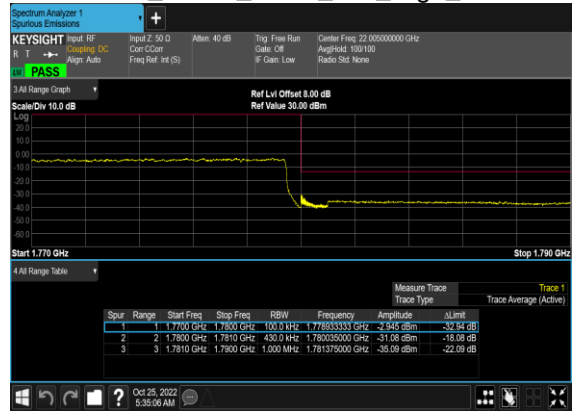 Spectrum Analyzer 1
Spurious Emissions
KEYSIGHT Input: RF Input Z: 50 Ω Atten: 40 dB Trig: Free Run Center Freq: 22.005000000 GHz
R T Coupling: DC Corr CCorr Gate: Off Avg|Hold: 100/100
Align: Auto Freq Ref: Int (S) IF Gain: Low Radio Std: None
PASS
3 All Range Graph Ref Lvl Offset 8.00 dB
Scale/Div 10.0 dB Ref Value 30.00 dBm
Log
20.0
10.0
0.00
-10.0
-20.0
-30.0
-40.0
-50.0
-60.0
Start 1.770 GHz Stop 1.790 GHz
4 All Range Table
Measure Trace Trace 1
Trace Type Trace Average (Active)
Spur Range Start Freq Stop Freq RBW Frequency Amplitude ΔLimit
1 1 1.7700 GHz 1.7800 GHz 100.0 kHz 1.778933333 GHz -2.945 dBm -32.94 dB
2 2 1.7800 GHz 1.7810 GHz 430.0 kHz 1.780035000 GHz -31.08 dBm -18.08 dB
3 3 1.7810 GHz 1.7900 GHz 1.000 MHz 1.781375000 GHz -35.09 dBm -22.09 dB
? Oct 25, 2022
5:35:06 AM